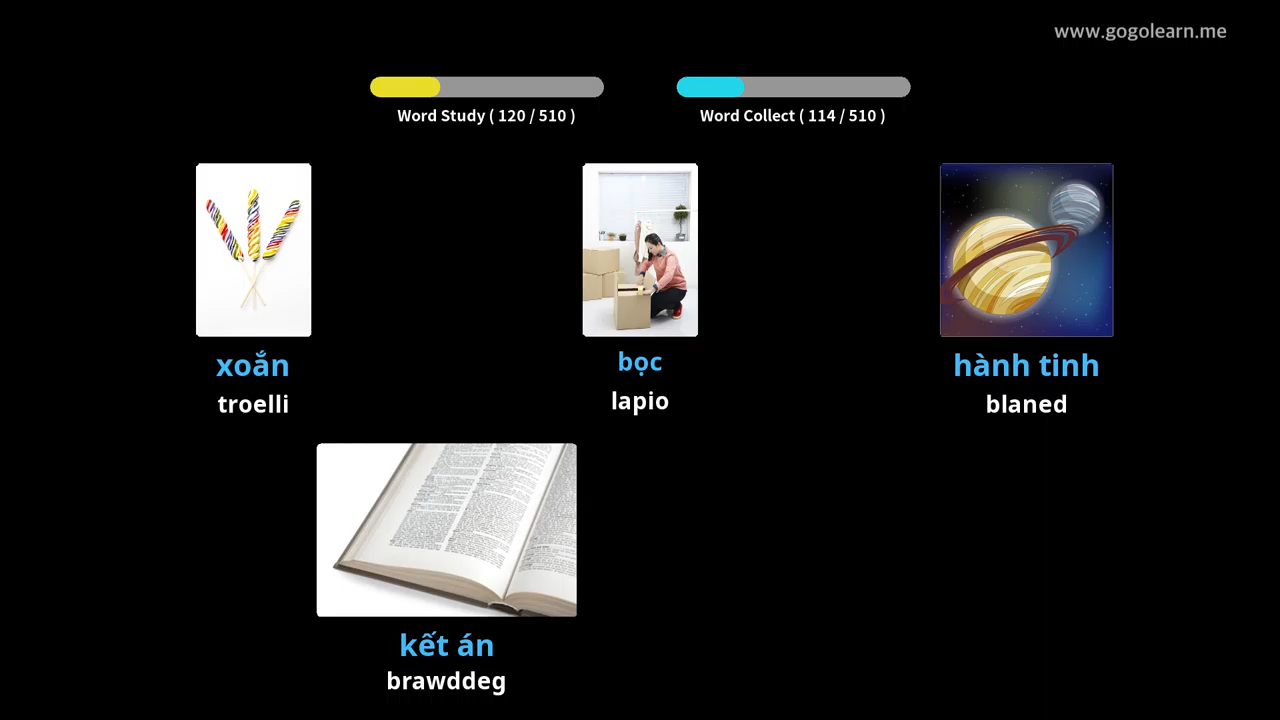 www.gogolearn.me
Word Study ( 120 / 510 )
Word Collect ( 114 / 510 )
xoắn
troelli
bọc
lapio
hành tinh
blaned
kết án
brawddeg